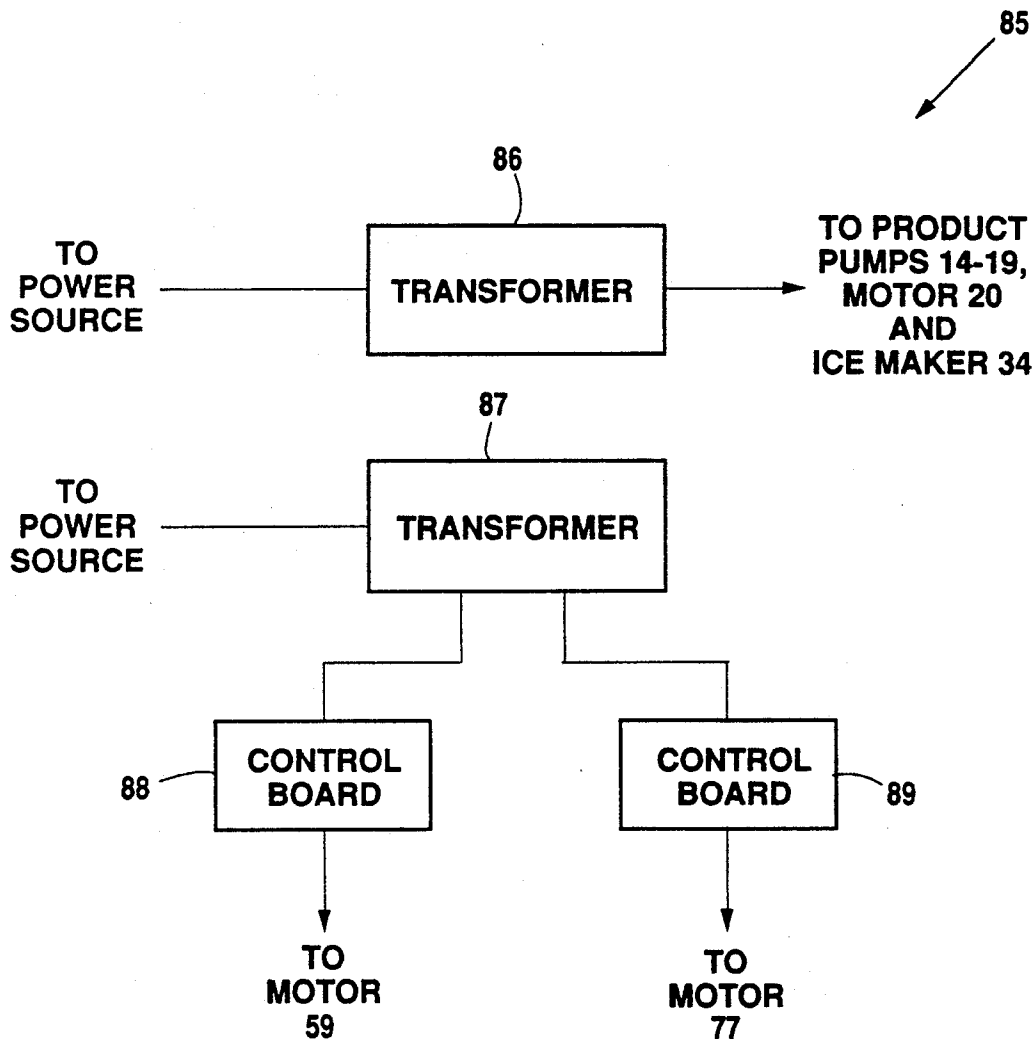 85
86
TO
POWER
SOURCE
TRANSFORMER
TO PRODUCT
PUMPS 14-19,
MOTOR 20
AND
ICE MAKER 34
87
TO
POWER
SOURCE
TRANSFORMER
88
CONTROL
BOARD
CONTROL
BOARD
89
TO
MOTOR
59
TO
MOTOR
77